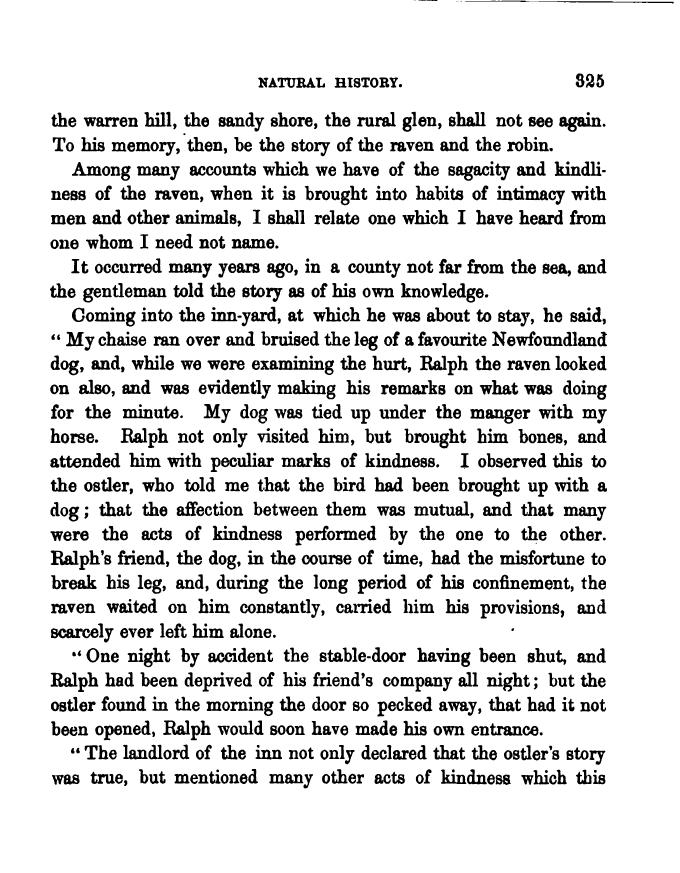 NATURAL HISTORY. 325
the warren hill, the sandy shore, the rural glen, shall not see again.
To his memory, then, be the story of the raven and the robin.
Among many accounts which we have of the sagacity and kindli-
ness of the raven, when it is brought into habits of intimacy with
men and other animals, I shall relate one which I have heard from
one whom I need not name.
It occurred many years ago, in a county not far from the sea, and
the gentleman told the story as of his own knowledge.
Coming into the inn-yard, at which he was about to stay, he said,
“ My chaise ran over and bruised the leg of a favourite Newfoundland
dog, and, while we were examining the hurt, Ralph the raven looked
on also, and was evidently making his remarks on what was doing
for the minute. My dog was tied up under the manger with my
horse. Ralph not only visited him, but brought him bones, and
attended him with peculiar marks of kindness. I observed this to
the ostler, who told me that the bird had been brought up with a
dog ; that the affection between them was mutual, and that many
were the acts of kindness performed by the one to the other.
Ralph's friend, the dog, in the course of time, had the misfortune to
break his leg, and, during the long period of his confinement, the
raven waited on him constantly, carried him his provisions, and
scarcely ever left him alone.
“ One night by accident the stable-door having been shut, and
Ralph had been deprived of his friend's company all night ; but the
ostler found in the morning the door so pecked away, that had it not
been opened, Ralph would soon have made his own entrance.
“ The landlord of the inn not only declared that the ostler's story
was true, but mentioned many other acts of kindness which this